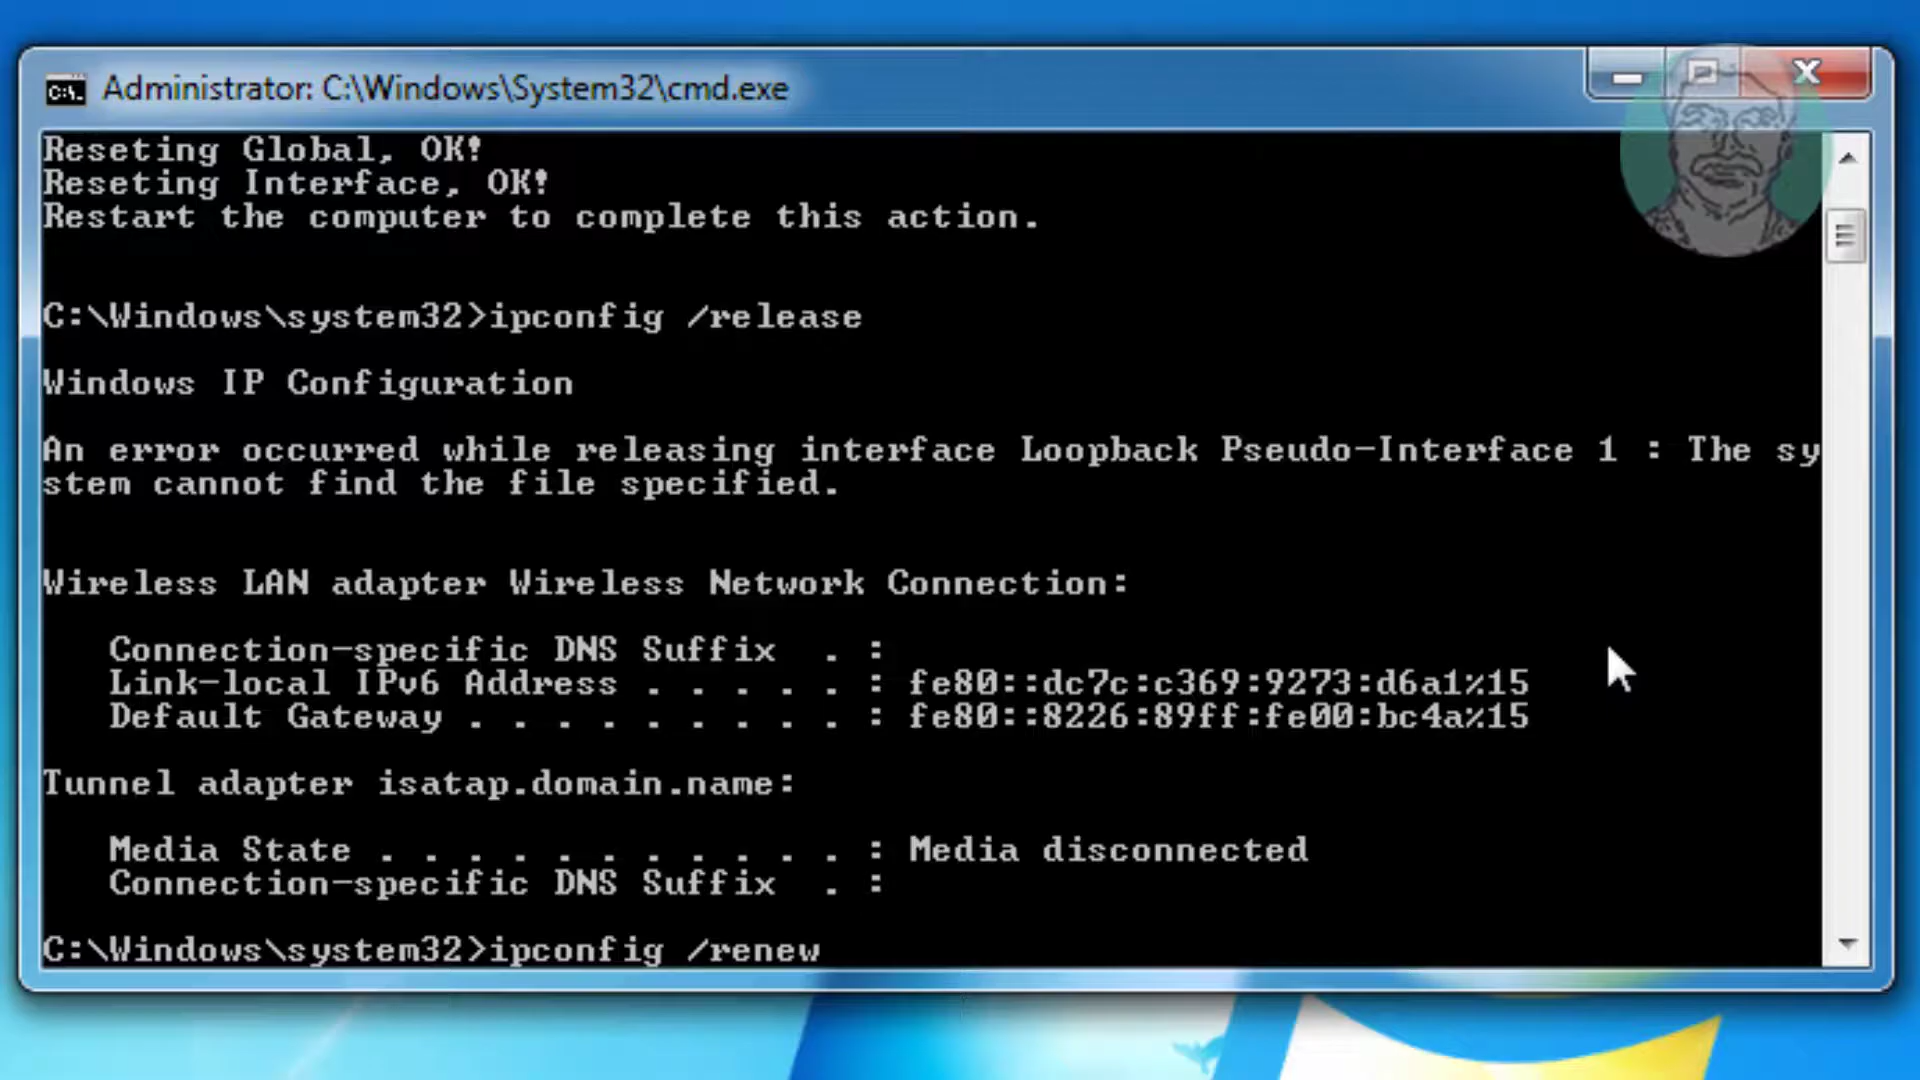 Administrator: C:\Windows\System32\cmd.exe
Reseting Global, OK!
Reseting Interface, OK!
Restart the computer to complete this action.
C:\Windows\system32>ipconfig /release
Windows IP Configuration
An error occurred while releasing interface Loopback Pseudo-Interface 1 : The sy
stem cannot find the file specified.
Wireless LAN adapter Wireless Network Connection:
Connection-specific DNS Suffix  . :
Link-local IPv6 Address . . . . . : fe80::dc7c:c369:9273:d6a1%15
Default Gateway . . . . . . . . . : fe80::8226:89ff:fe00:bc4a%15
Tunnel adapter isatap.domain.name:
Media State . . . . . . . . . . . : Media disconnected
Connection-specific DNS Suffix  . :
C:\Windows\system32>ipconfig /renew